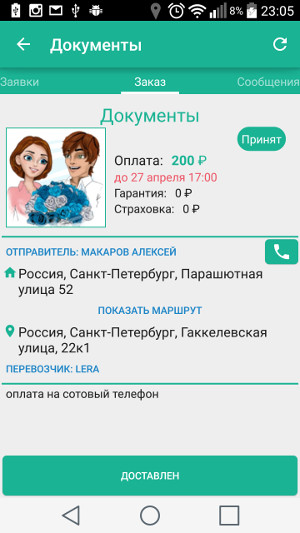 8% 23:05
Документы
Заявки Заказ Сообщения
Документы
Принят
Оплата: 200 ₽
до 27 апреля 17:00
Гарантия: 0 ₽
Страховка: 0 ₽
ОТПРАВИТЕЛЬ: МАКАРОВ АЛЕКСЕЙ
Россия, Санкт-Петербург, Парашютная
улица 52
ПОКАЗАТЬ МАРШРУТ
Россия, Санкт-Петербург, Гаккелевская
улица, 22к1
ПЕРЕВОЗЧИК: LERA
оплата на сотовый телефон
ДОСТАВЛЕН